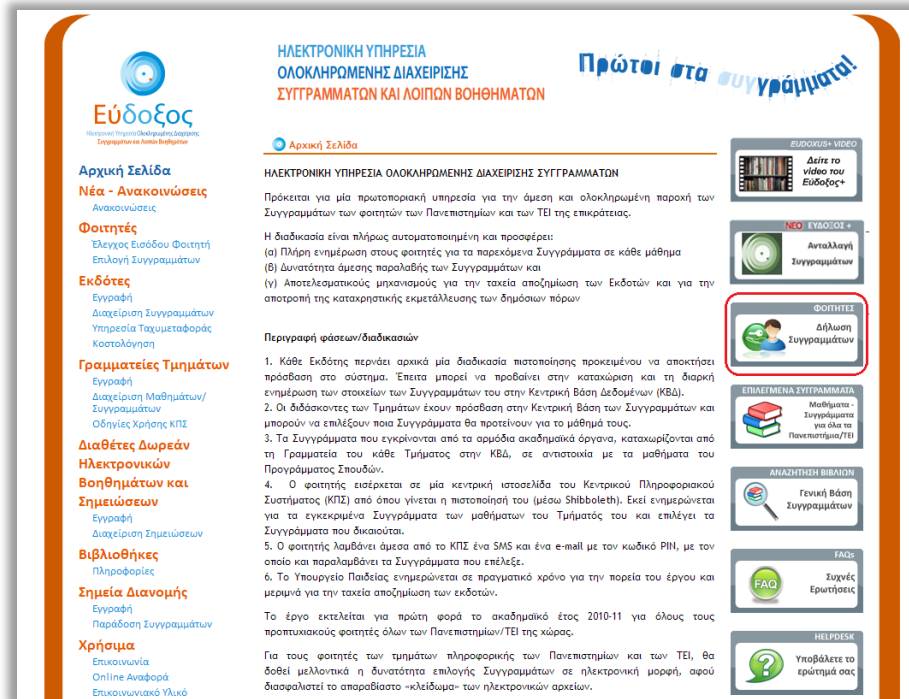 ΗΛΕΚΤΡΟΝΙΚΗ ΥΠΗΡΕΣΙΑ
ΟΛΟΚΛΗΡΩΜΕΝΗΣ ΔΙΑΧΕΙΡΙΣΗΣ
ΣΥΓΓΡΑΜΜΑΤΩΝ ΚΑΙ ΛΟΙΠΩΝ ΒΟΗΘΗΜΑΤΩΝ
Πρώτοι στα συγγράμματα!
Εύδοξος
Ηλεκτρονική Υπηρεσία Ολοκληρωμένης Διαχείρισης
Συγγραμμάτων και Λοιπών Βοηθημάτων
Αρχική Σελίδα
Νέα - Ανακοινώσεις
Ανακοινώσεις
Φοιτητές
Έλεγχος Εισόδου Φοιτητή
Επιλογή Συγγραμμάτων
Εκδότες
Εγγραφή
Διαχείριση Συγγραμμάτων
Υπηρεσία Ταχυμεταφοράς
Κοστολόγηση
Γραμματείες Τμημάτων
Εγγραφή
Διαχείριση Μαθημάτων/
Συγγραμμάτων
Οδηγίες Χρήσης ΚΠΣ
Διαθέτες Δωρεάν
Ηλεκτρονικών
Βοηθημάτων και
Σημειώσεων
Εγγραφή
Διαχείριση Σημειώσεων
Βιβλιοθήκες
Πληροφορίες
Σημεία Διανομής
Εγγραφή
Παράδοση Συγγραμμάτων
Χρήσιμα
Επικοινωνία
Online Αναφορά
Επικοινωνιακό Υλικό
Αρχική Σελίδα
ΗΛΕΚΤΡΟΝΙΚΗ ΥΠΗΡΕΣΙΑ ΟΛΟΚΛΗΡΩΜΕΝΗΣ ΔΙΑΧΕΙΡΙΣΗΣ ΣΥΓΓΡΑΜΜΑΤΩΝ
Πρόκειται για μία πρωτοποριακή υπηρεσία για την άμεση και ολοκληρωμένη παροχή των
Συγγραμμάτων των φοιτητών των Πανεπιστημίων και των ΤΕΙ της επικράτειας.
Η διαδικασία είναι πλήρως αυτοματοποιημένη και προσφέρει:
(α) Πλήρη ενημέρωση στους φοιτητές για τα παρεχόμενα Συγγράμματα σε κάθε μάθημα
(β) Δυνατότητα άμεσης παραλαβής των Συγγραμμάτων και
(γ) Αποτελεσματικούς μηχανισμούς για την ταχεία αποζημίωση των Εκδοτών και για την
αποτροπή της καταχρηστικής εκμετάλλευσης των δημόσιων πόρων
Περιγραφή φάσεων/διαδικασιών
1. Κάθε Εκδότης περνάει αρχικά μία διαδικασία πιστοποίησης προκειμένου να αποκτήσει
πρόσβαση στο σύστημα. Έπειτα μπορεί να προβαίνει στην καταχώριση και τη διαρκή
ενημέρωση των στοιχείων των Συγγραμμάτων του στην Κεντρική Βάση Δεδομένων (ΚΒΔ).
2. Οι διδάσκοντες των Τμημάτων έχουν πρόσβαση στην Κεντρική Βάση των Συγγραμμάτων και
μπορούν να επιλέξουν ποια Συγγράμματα θα προτείνουν για το μάθημά τους.
3. Τα Συγγράμματα που εγκρίνονται από τα αρμόδια ακαδημαϊκά όργανα, καταχωρίζονται από
τη Γραμματεία του κάθε Τμήματος στην ΚΒΔ, σε αντιστοιχία με τα μαθήματα του
Προγράμματος Σπουδών.
4. Ο φοιτητής εισέρχεται σε μία κεντρική ιστοσελίδα του Κεντρικού Πληροφοριακού
Συστήματος (ΚΠΣ) από όπου γίνεται η πιστοποίησή του (μέσω Shibboleth). Εκεί ενημερώνεται
για τα εγκεκριμένα Συγγράμματα των μαθημάτων του Τμήματός του και επιλέγει τα
Συγγράμματα που δικαιούται.
5. Ο φοιτητής λαμβάνει άμεσα από το ΚΠΣ ένα SMS και ένα e-mail με τον κωδικό PIN, με τον
οποίο και παραλαμβάνει τα Συγγράμματα που επέλεξε.
6. Το Υπουργείο Παιδείας ενημερώνεται σε πραγματικό χρόνο για την πορεία του έργου και
μεριμνά για την ταχεία αποζημίωση των εκδοτών.
Το έργο εκτελείται για πρώτη φορά το ακαδημαϊκό έτος 2010-11 για όλους τους
προπτυχιακούς φοιτητές όλων των Πανεπιστημίων/ΤΕΙ της χώρας.
Για τους φοιτητές των τμημάτων πληροφορικής των Πανεπιστημίων και των ΤΕΙ, θα
δοθεί μελλοντικά η δυνατότητα επιλογής Συγγραμμάτων σε ηλεκτρονική μορφή, αφού
διασφαλιστεί το απαραβίαστο «κλείδωμα» των ηλεκτρονικών αρχείων.
EUDOXUS+ VIDEO
Δείτε το
video του
Εύδοξος+
ΝΕΟ ΕΥΔΟΞΟΣ +
Ανταλλαγή
Συγγραμμάτων
ΦΟΙΤΗΤΕΣ
Δήλωση
Συγγραμμάτων
ΕΠΙΛΕΓΜΕΝΑ ΣΥΓΓΡΑΜΜΑΤΑ
Μαθήματα -
Συγγράμματα
για όλα τα
Πανεπιστήμια/ΤΕΙ
ΑΝΑΖΗΤΗΣΗ ΒΙΒΛΙΩΝ
Γενική Βάση
Συγγραμμάτων
FAQs
FAQ
Συχνές
Ερωτήσεις
HELPDESK
Υποβάλετε το
ερώτημά σας